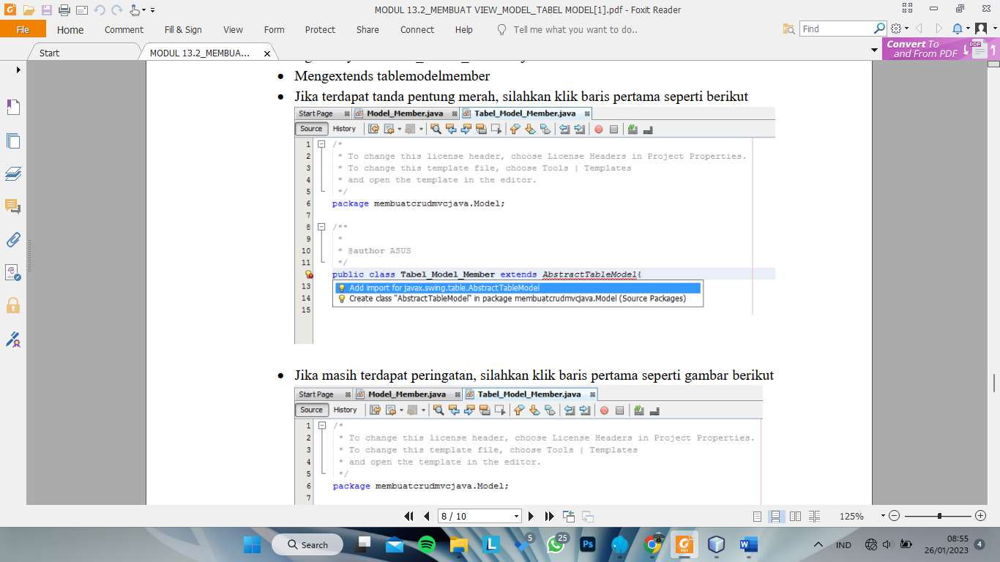 MODUL 13.2_MEMBUAT VIEW_MODEL_TABEL MODEL[1].pdf - Foxit Reader
File Home Comment Fill & Sign View Form Protect Share Connect Help Tell me what you want to do.. Find
Start MODUL 13.2_MEMBUA... Convert To
and From PDF
PDF
• Mengextends tablemodelmember
• Jika terdapat tanda pentung merah, silahkan klik baris pertama seperti berikut
Start Page Model_Member.java Tabel_Model_Member.java
Source History
1 /*
2 * To change this license header, choose License Headers in Project Properties.
3 * To change this template file, choose Tools | Templates
4 * and open the template in the editor.
5 */
6 package membuatcrudmvcjava.Model;
7
8 /**
9 *
10 * @author ASUS
11 */
public class Tabel_Model_Member extends AbstractTableModel{
13 Add import for javax.swing.table.AbstractTableModel
14 Create class "AbstractTableModel" in package membuatcrudmvcjava.Model (Source Packages)
15
• Jika masih terdapat peringatan, silahkan klik baris pertama seperti gambar berikut
Start Page Model_Member.java Tabel_Model_Member.java
Source History
1 /*
2 * To change this license header, choose License Headers in Project Properties.
3 * To change this template file, choose Tools | Templates
4 * and open the template in the editor.
5 */
6 package membuatcrudmvcjava.Model;
7
8 / 10 125%
Search 5 25 IND 08:55
26/01/2023 4